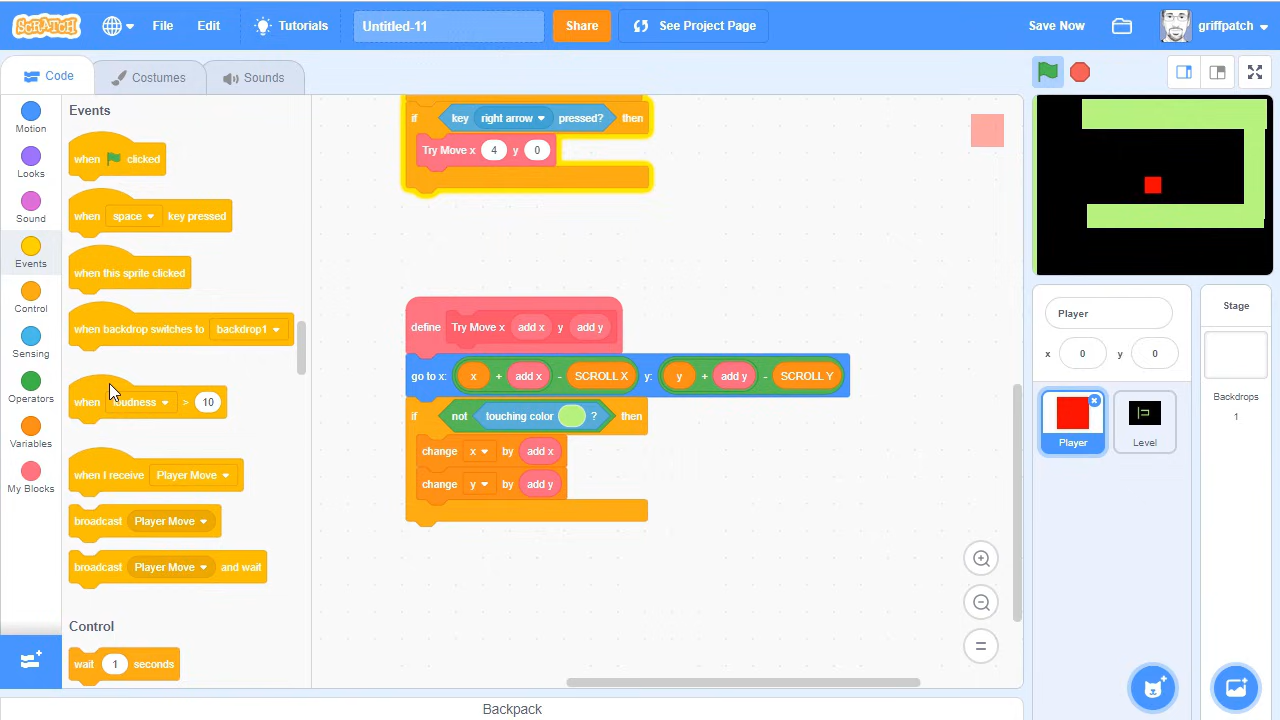 SCRATCH File Edit Tutorials Untitled-11 Share See Project Page Save Now griffpatch
Code Costumes Sounds
Motion
Looks
Sound
Events
Control
Sensing
Operators
Variables
My Blocks
Events
when clicked
when space key pressed
when this sprite clicked
when backdrop switches to backdrop1
when loudness > 10
when I receive Player Move
broadcast Player Move
broadcast Player Move and wait
Control
wait 1 seconds
if key right arrow pressed? then
Try Move x 4 y 0
define Try Move x add x y add y
go to x: x + add x - SCROLL X y: y + add y - SCROLL Y
if not touching color ? then
change x by add x
change y by add y
Player
x 0 y 0
Player
Level
Stage
Backdrops
1
Backpack